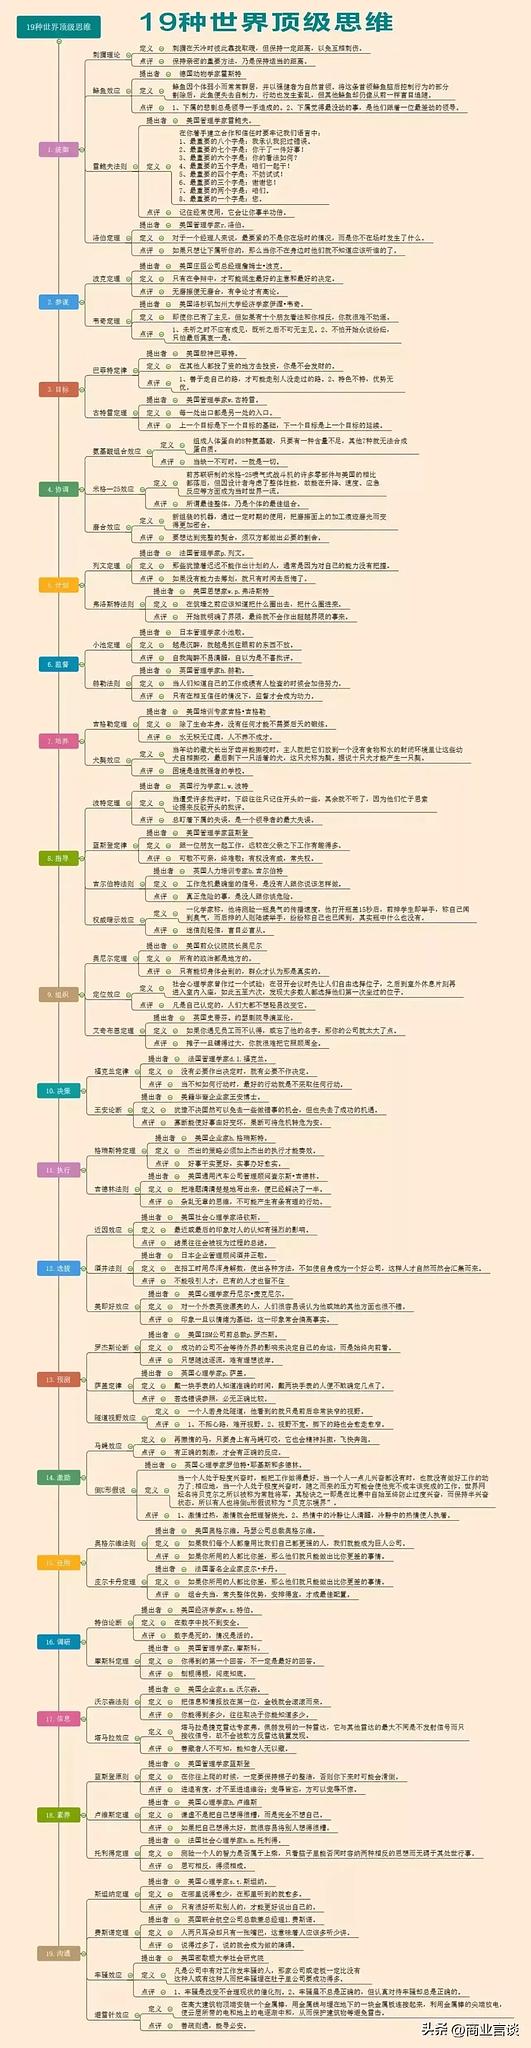 19种世界顶级思维
19种世界顶级思维
1. 统御
刺猬理论
定义 刺猬在天冷时彼此靠拢取暖，但保持一定距离，以免互相刺伤。
点评 保持亲密的重要方法，乃是保持适当的距离。
鲦鱼效应
提出者 德国动物学家霍斯特
定义 鲦鱼因个体弱小而常常群居，并以强健者为自然首领。将这条首领鲦鱼脑后控制行为的部分
割除后，此鱼便失去自制力，行动也发生紊乱，但其他鲦鱼却仍像从前一样盲目追随。
点评 1、下属的悲剧总是领导一手造成的。2、下属觉得最没劲的事，是他们跟着一位最差劲的领导。
雷鲍夫法则
提出者 美国管理学家雷鲍夫。
定义 在你着手建立合作和信任时要牢记我们语言中：
1、最重要的八个字是：我承认我犯过错误。
2、最重要的七个字是：你干了一件好事！
3、最重要的六个字是：你的看法如何？
4、最重要的五个字是：咱们一起干！
5、最重要的四个字是：不妨试试！
6、最重要的三个字是：谢谢您！
7、最重要的两个字是：咱们。
8、最重要的一个字是：您。
点评 记住经常使用，它会让你事半功倍。
洛伯定理
提出者 美国管理学家r.洛伯。
定义 对于一个经理人来说，最要紧的不是你在场时的情况，而是你不在场时发生了什么。
点评 如果只想让下属听你的，那么当你不在身边时他们就不知道应该听谁的了。
2. 参谋
波克定理
提出者 美国庄臣公司总经理詹姆士·波克。
定义 只有在争辩中，才可能诞生最好的主意和最好的决定。
点评 无磨擦便无磨合，有争论才有高论。
韦奇定理
提出者 美国洛杉矶加州大学经济学家伊渥·韦奇。
定义 即使你已有了主见，但如果有十个朋友看法和你相反，你就很难不动摇。
点评 1、未听之时不应有成见，既听之后不可无主见。2、不怕开始众说纷纭，
只怕最后莫衷一是。
3. 目标
巴菲特定律
提出者 美国股神巴菲特。
定义 在其他人都投了资的地方去投资，你是不会发财的。
点评 1、善于走自己的路，才可能走别人没走过的路。2、特色不特，优势无
优。
古特雷定理
提出者 美国管理学家w.古特雷。
定义 每一处出口都是另一处的入口。
点评 上一个目标是下一个目标的基础，下一个目标是上一个目标的延续。
4. 协调
氨基酸组合效应
定义 组成人体蛋白的8种氨基酸，只要有一种含量不足，其他7种就无法合成
蛋白质。
点评 当缺一不可时，一就是一切。
米格—25效应
定义 前苏联研制的米格-25喷气式战斗机的许多零部件与美国的相比
都落后，但因设计者考虑了整体性能，故能在升降、速度、应急
反应等方面成为当时世界一流。
点评 所谓最佳整体，乃是个体的最佳组合。
磨合效应
定义 新组装的机器，通过一定时期的使用，把磨擦面上的加工痕迹磨光而变
得更加密合。
点评 要想达到完整的契合，须双方都做出必要的割舍。
5. 计划
列文定理
提出者 法国管理学家p.列文。
定义 那些犹豫着迟迟不能作出计划的人，通常是因为对自己的能力没有把握。
点评 如果没有能力去筹划，就只有时间去后悔了。
弗洛斯特法则
提出者 美国思想家w.p.弗洛斯特
定义 在筑墙之前应该知道把什么圈出去，把什么圈进来。
点评 开始就明确了界限，最终就不会作出超越界限的事来。
6. 监督
小池定理
提出者 日本管理学家小池敬。
定义 越是沉醉，就越是抓住眼前的东西不放。
点评 自我陶醉不易清醒，自以为是不喜批评。
赫勒法则
提出者 英国管理学家h.赫勒。
定义 当人们知道自己的工作成绩有人检查的时候会加倍努力。
点评 只有在相互信任的情况下，监督才会成为动力。
7. 培养
吉格勒定理
提出者 美国培训专家吉格·吉格勒
定义 除了生命本身，没有任何才能不需要后天的锻炼。
点评 水无积无辽阔，人不养不成才。
犬獒效应
定义 当年幼的藏犬长出牙齿并能撕咬时，主人就把它们放到一个没有食物和水的封闭环境里让这些幼
犬自相撕咬，最后剩下一只活着的犬，这只犬称为獒。据说十只犬才能产生一只獒。
点评 困境是造就强者的学校。
8. 指导
波特定理
提出者 英国行为学家l.w.波特
定义 当遭受许多批评时，下级往往只记住开头的一些，其余就不听了，因为他们忙于思索
论据来反驳开头的批评。
点评 总盯着下属的失误，是一个领导者的最大失误。
蓝斯登定律
提出者 美国管理学家蓝斯登
定义 跟一位朋友一起工作，远较在父亲之下工作有趣得多。
点评 可敬不可亲，终难敬；有权没有威，常失权。
吉尔伯特法则
提出者 英国人力培训专家b.吉尔伯特
定义 工作危机最确凿的信号，是没有人跟你说该怎样做。
点评 真正危险的事，是没人跟你谈危险。
权威暗示效应
定义 一化学家称，他将测验一瓶臭气的传播速度，他打开瓶盖15秒后，前排学生即举手，称自己闻
到臭气，而后排的人则陆续举手，纷纷称自己也已闻到，其实瓶中什么也没有。
点评 迷信则轻信，盲目必盲从。
9. 组织
奥尼尔定理
提出者 美国前众议院院长奥尼尔
定义 所有的政治都是地方的。
点评 只有能切身体会到的，群众才认为那是真实的。
定位效应
定义 社会心理学家曾作过一个试验：在召开会议时先让人们自由选择位子，之后到室外休息片刻再
进入室内入座，如此五至六次，发现大多数人都选择他们第一次坐过的位子。
点评 凡是自己认定的，人们大都不想轻易改变它。
艾奇布恩定理
提出者 英国史蒂芬。约瑟剧院导演亚伦。
定义 如果你遇见员工而不认得，或忘了他的名字，那你的公司就太大了点。
点评 摊子一旦铺得过大，你就很难把它照顾周全。
10. 决策
福克兰定律
提出者 法国管理学家d.l.福克兰。
定义 没有必要作出决定时，就有必要不作决定。
点评 当不知如何行动时，最好的行动就是不采取任何行动。
王安论断
提出者 美籍华裔企业家王安博士。
定义 犹豫不决固然可以免去一些做错事的机会，但也失去了成功的机遇。
点评 寡断能使好事由好变坏，果断可将危机转危为安。
11. 执行
格瑞斯特定理
提出者 美国企业家h.格瑞斯特。
定义 杰出的策略必须加上杰出的执行才能奏效。
点评 好事干实更好，实事办好愈实。
吉德林法则
提出者 美国通用汽车公司管理顾问查尔斯·吉德林。
定义 把难题清清楚楚地写出来，便已经解决了一半。
点评 杂乱无章的思维，不可能产生有条有理的行动。
12. 选拔
近因效应
提出者 美国社会心理学家洛钦斯。
定义 最近或最后的印象对人的认知有强烈的影响。
点评 结果往往会被视为过程的总结。
酒井法则
提出者 日本企业管理顾问酒井正敬。
定义 在招工时用尽浑身解数，使出各种方法，不如使自身成为一个好公司，这样人才自然而然会汇集而来。
点评 不能吸引人才，已有的人才也留不住
美即好效应
提出者 美国心理学家丹尼尔·麦克尼尔。
定义 对一个外表英俊漂亮的人，人们很容易误认为他或她的其他方面也很不错。
点评 印象一旦以情绪为基础，这一印象常会偏离事实。
13. 预测
罗杰斯论断
提出者 美国IBM公司前总裁p.罗杰斯。
定义 成功的公司不会等待外界的影响来决定自己的命运，而是始终向前看。
点评 只想随波逐流，难有理想彼岸。
萨盖定律
提出者 英国心理学家p.萨盖。
定义 戴一块手表的人知道准确的时间，戴两块手表的人便不敢确定几点了。
点评 若选错参照，必无正确比较。
隧道视野效应
定义 一个人若身处隧道，他看到的就只是前后非常狭窄的视野。
点评 1、不拓心路，难开视野。2、视野不宽，脚下的路也会愈走愈窄。
14. 激励
马蝇效应
定义 再懒惰的马，只要身上有马蝇叮咬，它也会精神抖擞，飞快奔跑。
点评 有正确的刺激，才会有正确的反应。
倒U形假说
提出者 英国心理学家罗伯特·耶基斯和多德林。
定义 当一个人处于轻度兴奋时，能把工作做得最好。当一个人一点儿兴奋都没有时，也就没有做好工作的动
力了；相应地，当一个人处于极度兴奋时，随之而来的压力可能会使他完不成本该完成的工作。世界网
坛名将贝克尔之所以被称为常胜将军，其秘诀之一即是在比赛中自始至终防止过度兴奋，而保持半兴奋
状态。所以有人也将倒u形假说称为“贝克尔境界”。
点评 1、激情过热，激情就会把理智烧光。2、热情中的冷静让人清醒，冷静中的热情使人执著。
15. 任用
奥格尔维法则
提出者 美国奥格尔维．马瑟公司总裁奥格尔维。
定义 如果我们每个人都雇用比我们自己都更强的人，我们就能成为巨人公司。
点评 如果你所用的人都比你差，那么他们就只能做出比你更差的事情。
皮尔卡丹定理
提出者 法国著名企业家皮尔·卡丹。
定义 如果你所用的人都比你差，那么他们就只能做出比你更差的事情。
点评 组合失当，常失整体优势，安排得宜，才成最佳配置。
16. 调研
特伯论断
提出者 美国经济学家w.s.特伯。
定义 在数字中找不到安全。
点评 数字是死的，情况是活的。
摩斯科定理
提出者 美国管理学家r.摩斯科。
定义 你得到的第一个回答，不一定是最好的回答。
点评 刨根得根，问底知底。
17. 信息
沃尔森法则
提出者 美国企业家s.m.沃尔森。
定义 把信息和情报放在第一位，金钱就会滚滚而来。
点评 你能得到多少，往往取决于你能知道多少。
塔马拉效应
定义 塔马拉是捷克雷达专家弗．佩赫发明的一种雷达，它与其他雷达的最大不同是不发射信号而只
接收信号，故不会被敌方反雷达装置发现。
点评 善藏者人不可知，能知者人无以藏。
18. 素养
蓝斯登原则
提出者 美国管理学家蓝斯登
定义 在你往上爬的时候，一定要保持梯子的整洁，否则你下来时可能会滑倒。
点评 进退有度，才不至进退维谷；宠辱皆忘，方可以宠辱不惊。
卢维斯定理
提出者 美国心理学家h.卢维斯
定义 谦虚不是把自己想得很糟，而是完全不想自己。
点评 如果把自己想得太好，就很容易将别人想得很糟。
托利得定理
提出者 法国社会心理学家h.m.托利得。
定义 测验一个人的智力是否属于上乘，只看脑子里能否同时容纳两种相反的思想而无碍于其处世行事。
点评 思可相反，得须相成。
19. 沟通
斯坦纳定理
提出者 美国心理学家s.t.斯坦纳。
定义 在哪里说得愈少，在那里听到的就愈多。
点评 只有很好听取别人的，才能更好说出自己的。
费斯诺定理
提出者 英国联合航空公司总裁兼总经理l.费斯诺。
定义 人两只耳朵却只有一张嘴巴，这意味着人应该多听少讲。
点评 说得过多了，说的就会成为做的障碍。
牢骚效应
提出者 美国密歇根大学社会研究院
定义 凡是公司中有对工作发牢骚的人，那家公司或老板一定比没有
这种人或有这种人而把牢骚埋在肚子里公司要成功得多。
点评 1、牢骚是改变不合理现状的催化剂。2、牢骚虽不总是正确的，但认真对待牢骚却总是正确的。
避雷针效应
定义 在高大建筑物顶端安装一个金属棒，用金属线与埋在地下的一块金属板连接起来，利用金属棒的尖端放电，
使云层所带的电和地上的电逐渐中和，从而保护建筑物等避免雷击。
点评 善疏则通，能导必安。
头条 @商业言谈